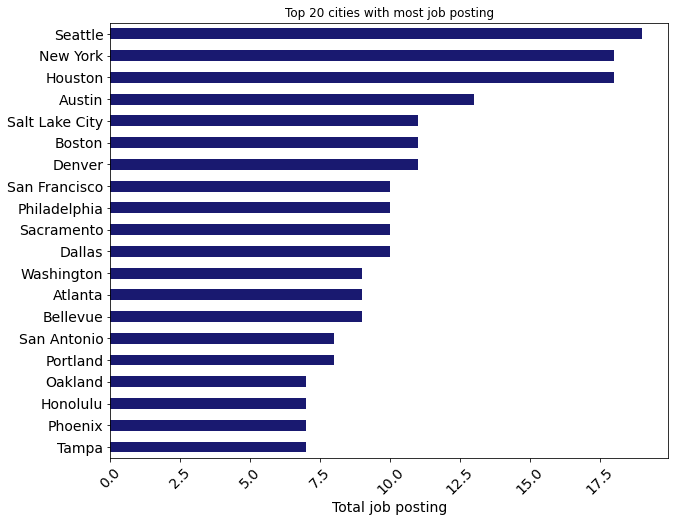 Top 20 cities with most job posting
Seattle
New York
Houston
Austin
Salt Lake City
Boston
Denver
San Francisco
Philadelphia
Sacramento
Dallas
Washington
Atlanta
Bellevue
San Antonio
Portland
Oakland
Honolulu
Phoenix
Tampa
0.0 2.5 5.0 7.5 10.0 12.5 15.0 17.5
Total job posting